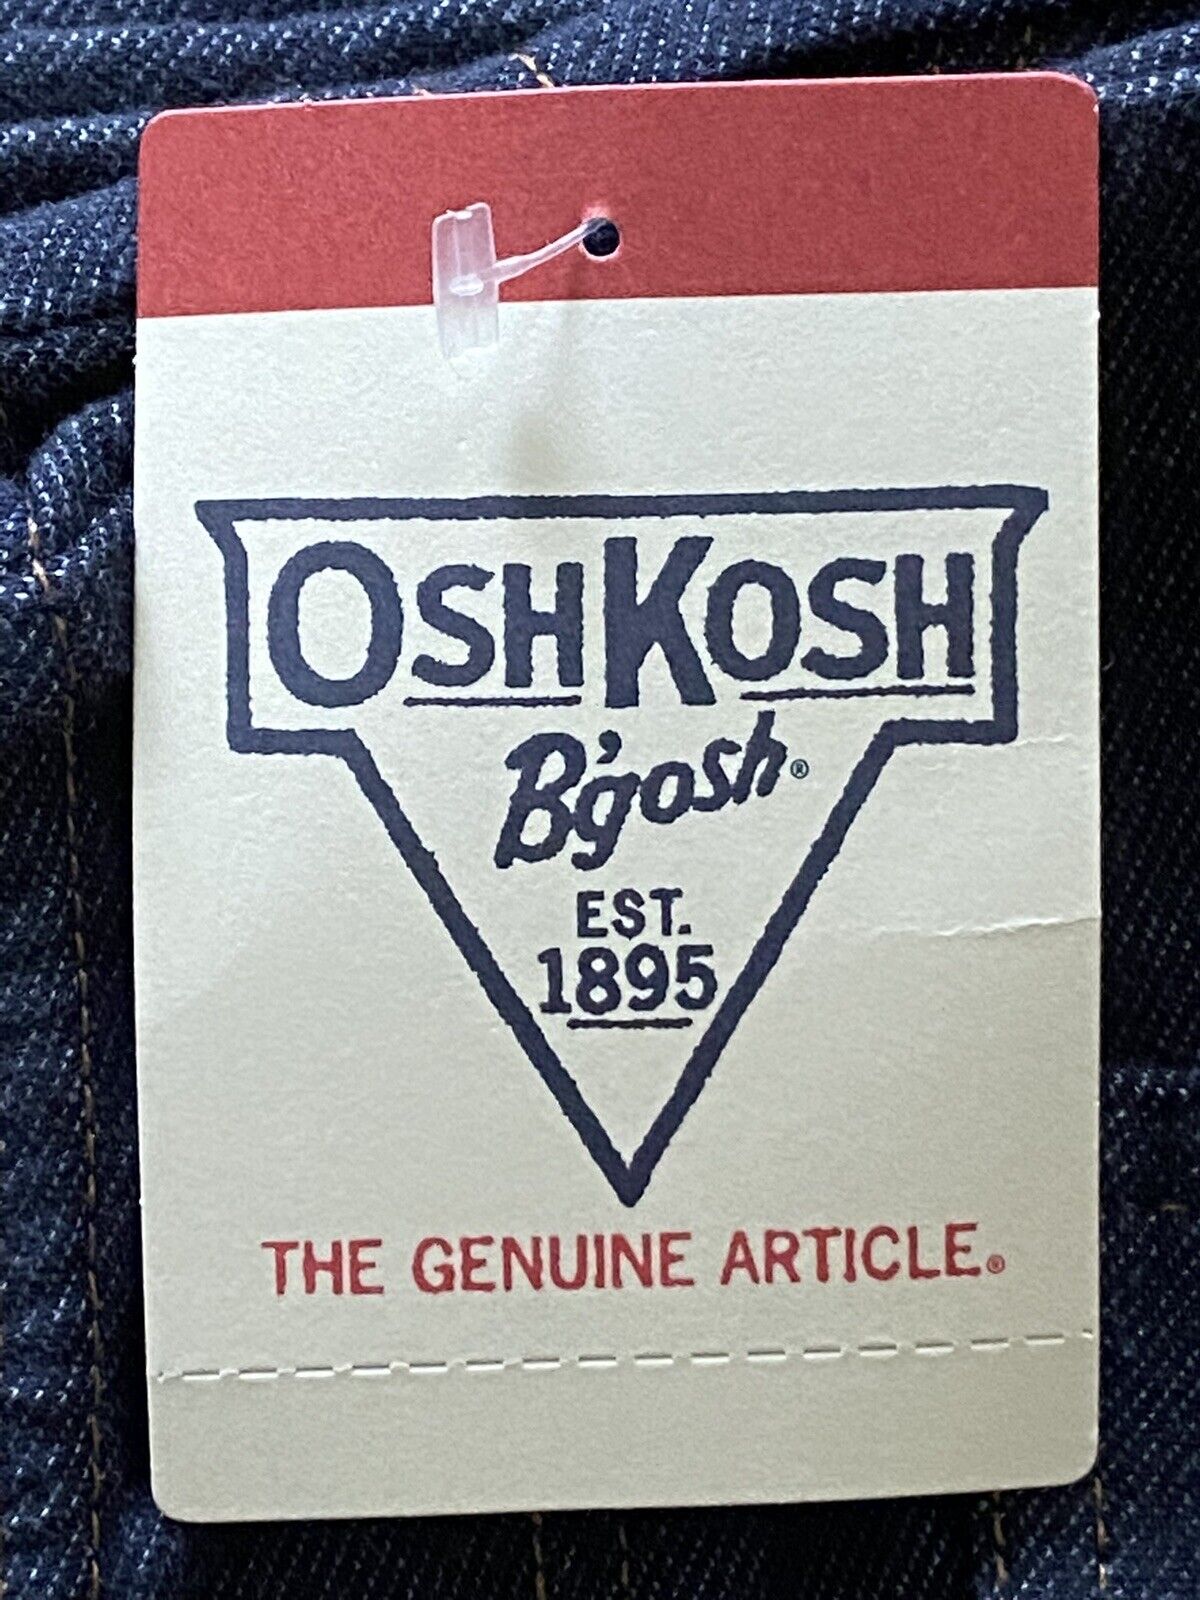 OSHKOSH
B'gosh®
EST.
1895
THE GENUINE ARTICLE®